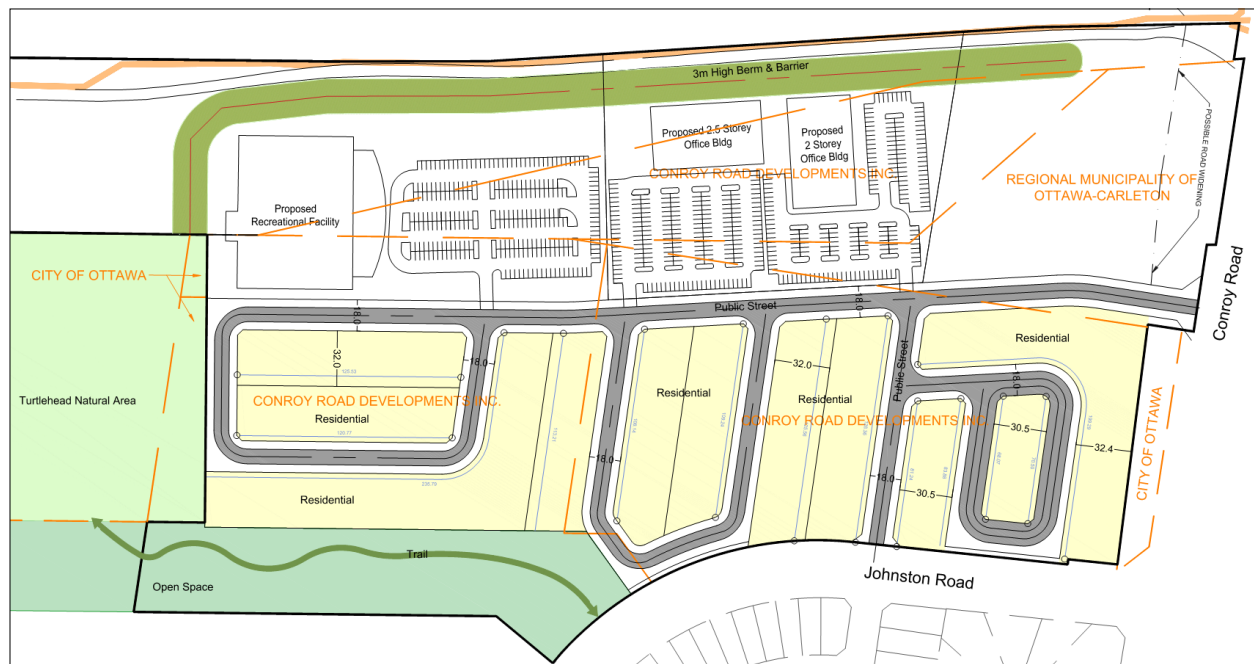 3m High Berm & Barrier
Proposed 2.5 Storey
Office Bldg
Proposed
2 Storey
Office Bldg
CONROY ROAD DEVELOPMENTS INC.
REGIONAL MUNICIPALITY OF
OTTAWA-CARLETON
POSSIBLE ROAD WIDENING
Proposed
Recreational Facility
CITY OF OTTAWA
Conroy Road
Public Street
18.0
18.0
Residential
32.0
18.0
32.0
Public Street
18.0
Residential
Residential
Turtlehead Natural Area
CONROY ROAD DEVELOPMENTS INC.
Residential
CONROY ROAD DEVELOPMENTS INC.
30.5
32.4
CITY OF OTTAWA
18.0
18.0
30.5
Residential
Trail
Open Space
Johnston Road